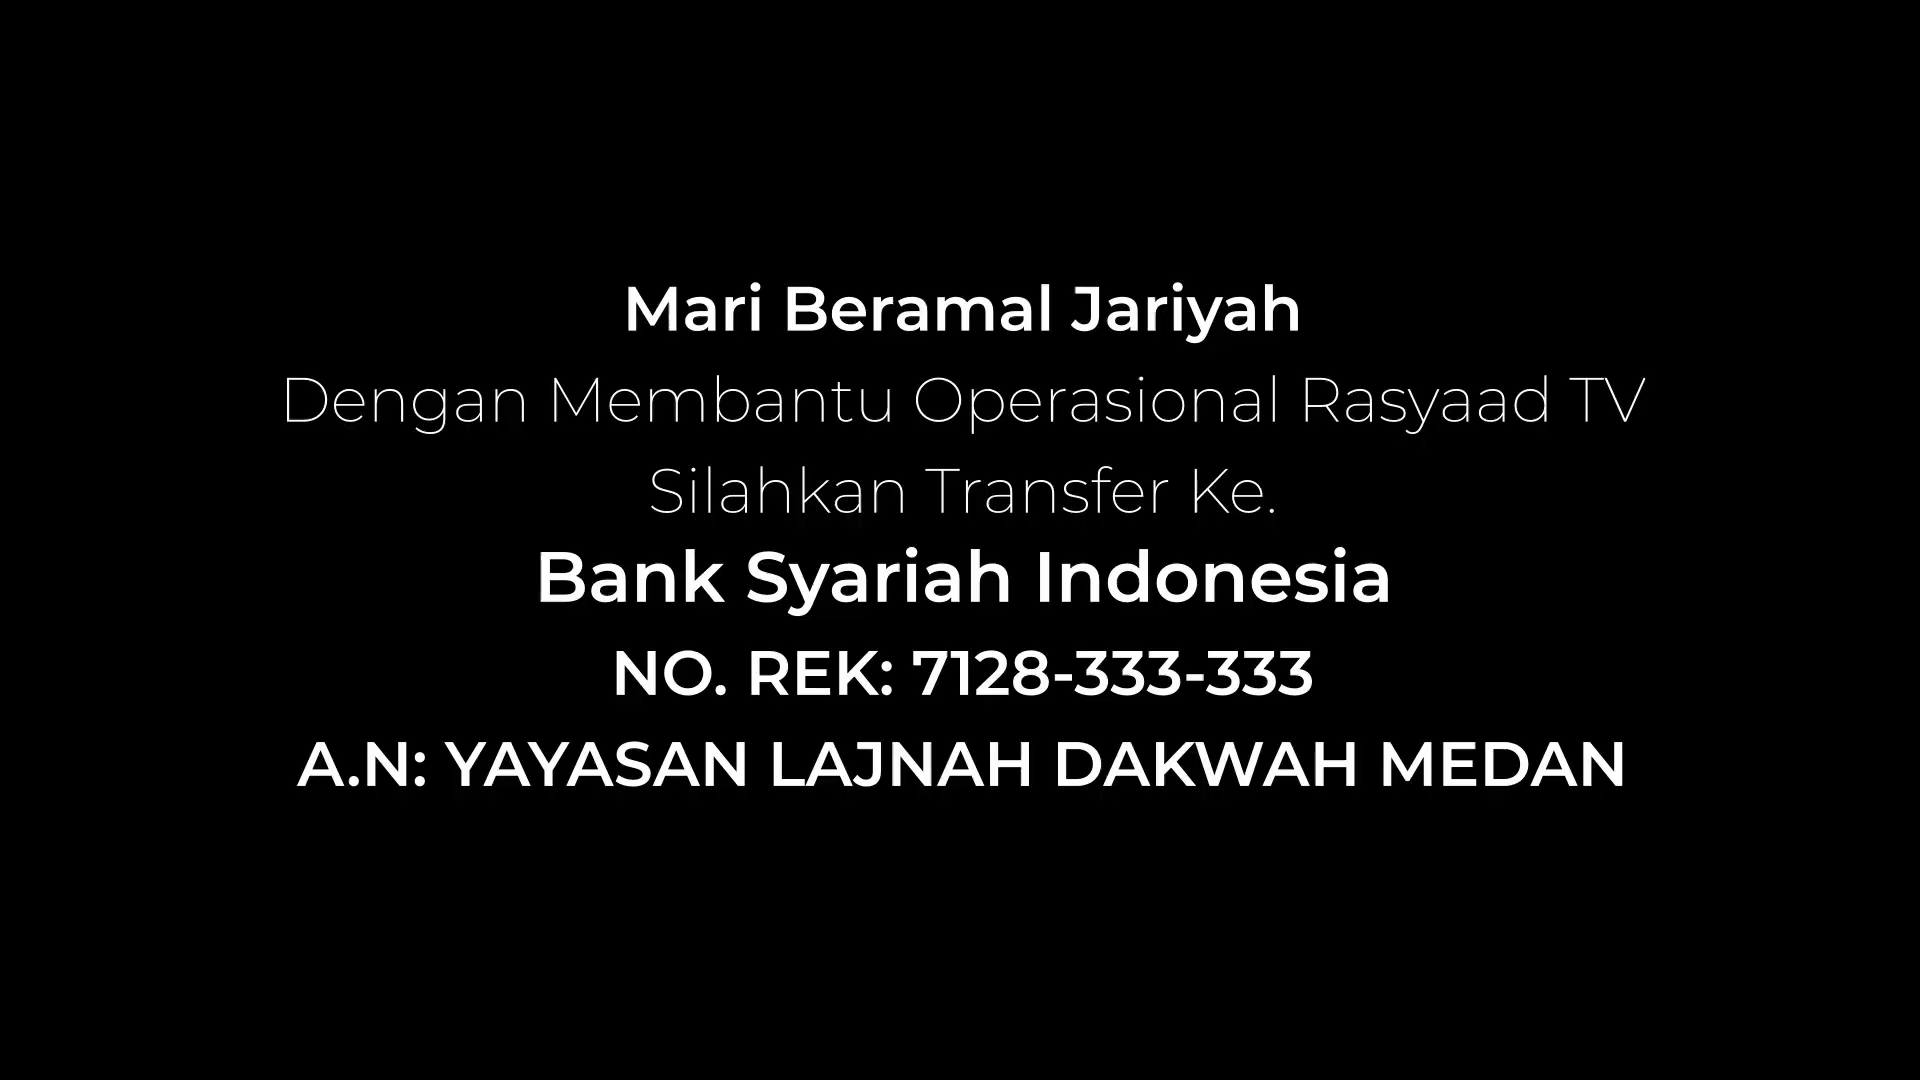 Mari Beramal Jariyah
Dengan Membantu Operasional Rasyaad TV
Silahkan Transfer Ke.
Bank Syariah Indonesia
NO. REK: 7128-333-333
A.N: YAYASAN LAJNAH DAKWAH MEDAN